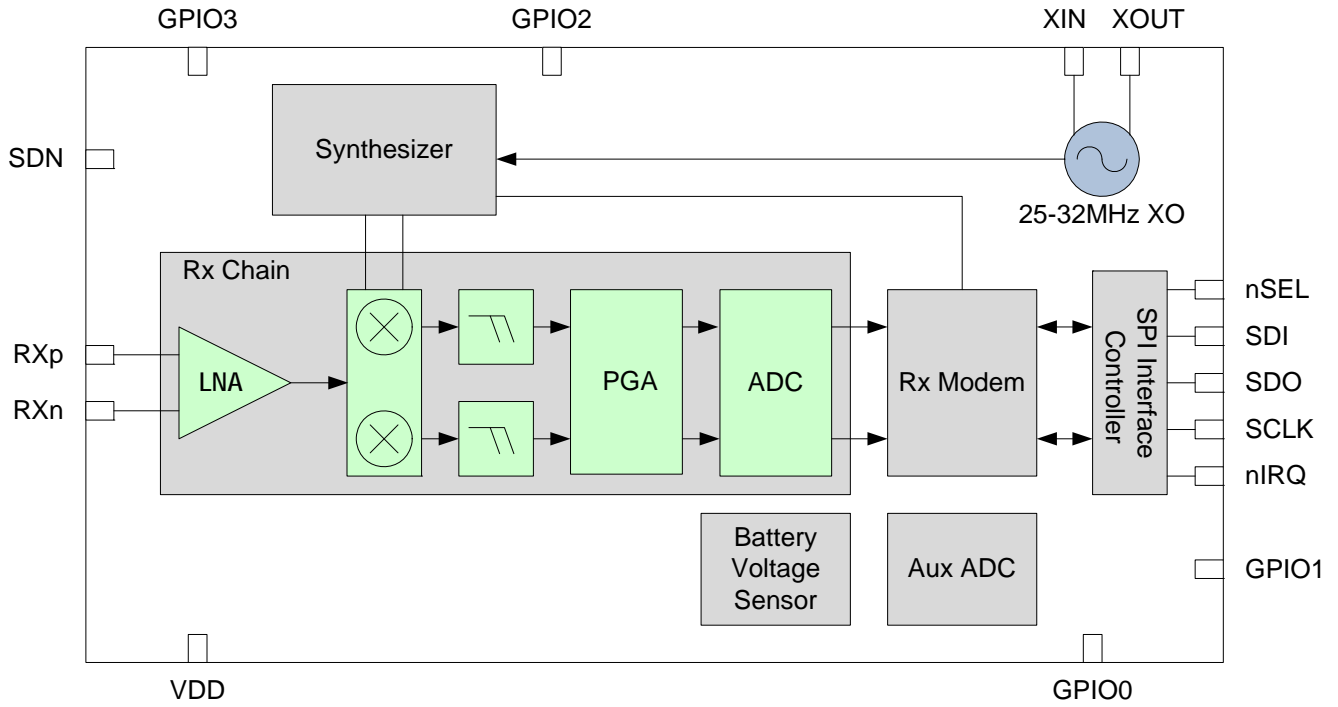 GPIO3
GPIO2
XIN
XOUT
Synthesizer
SDN
25-32MHz XO
Rx Chain
nSEL
SDI
SDO
SCLK
nIRQ
SPI Interface
Controller
RXp
RXn
LNA
PGA
ADC
Rx Modem
Battery
Voltage
Sensor
Aux ADC
GPIO1
VDD
GPIO0